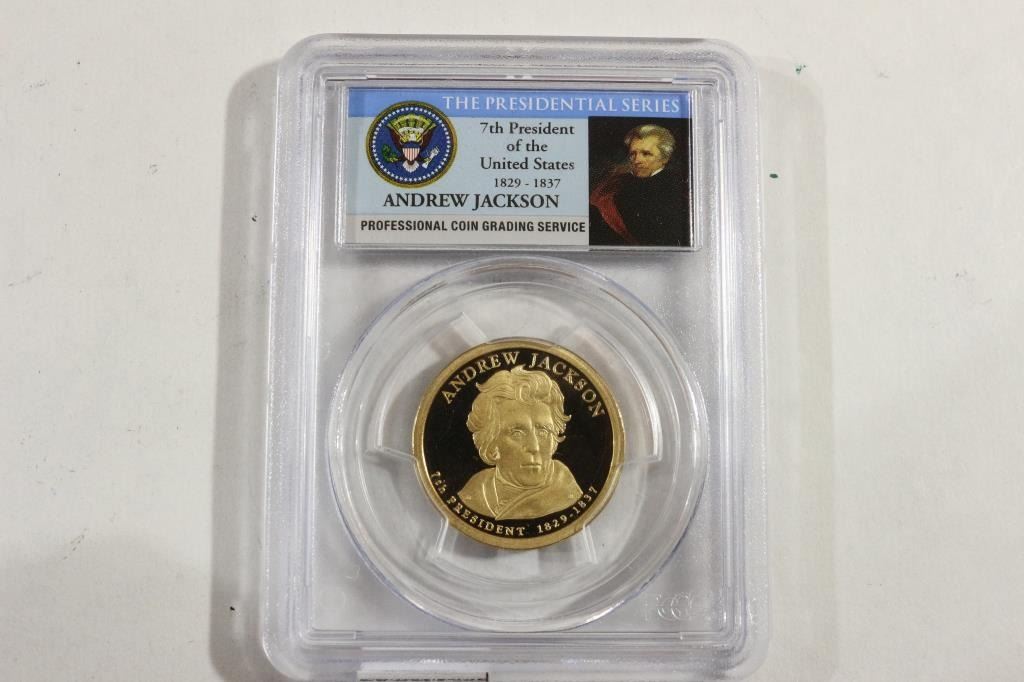 THE PRESIDENTIAL SERIES
7th President
of the
United States
1829 - 1837
ANDREW JACKSON
PROFESSIONAL COIN GRADING SERVICE
ANDREW JACKSON
7th PRESIDENT 1829-1837